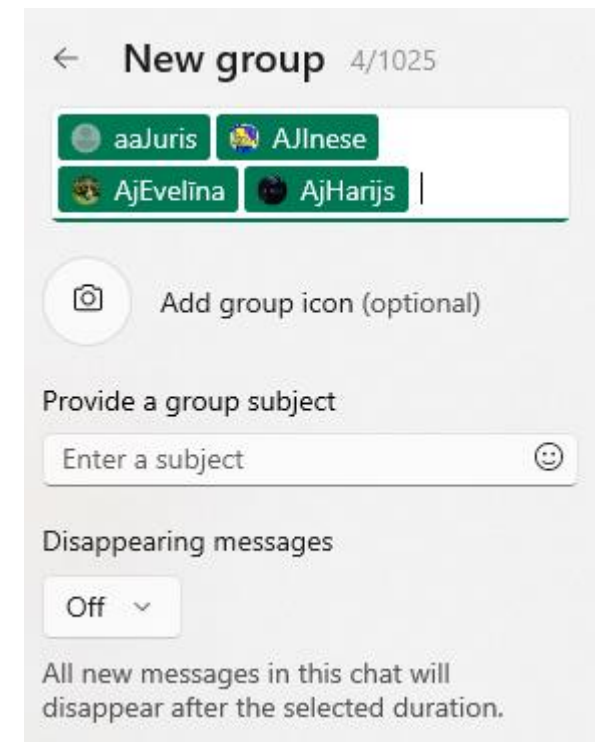 New group 4/1025
aaJuris AJInese
AjEvelīna AjHarijs
Add group icon (optional)
Provide a group subject
Enter a subject
Disappearing messages
Off
All new messages in this chat will
disappear after the selected duration.